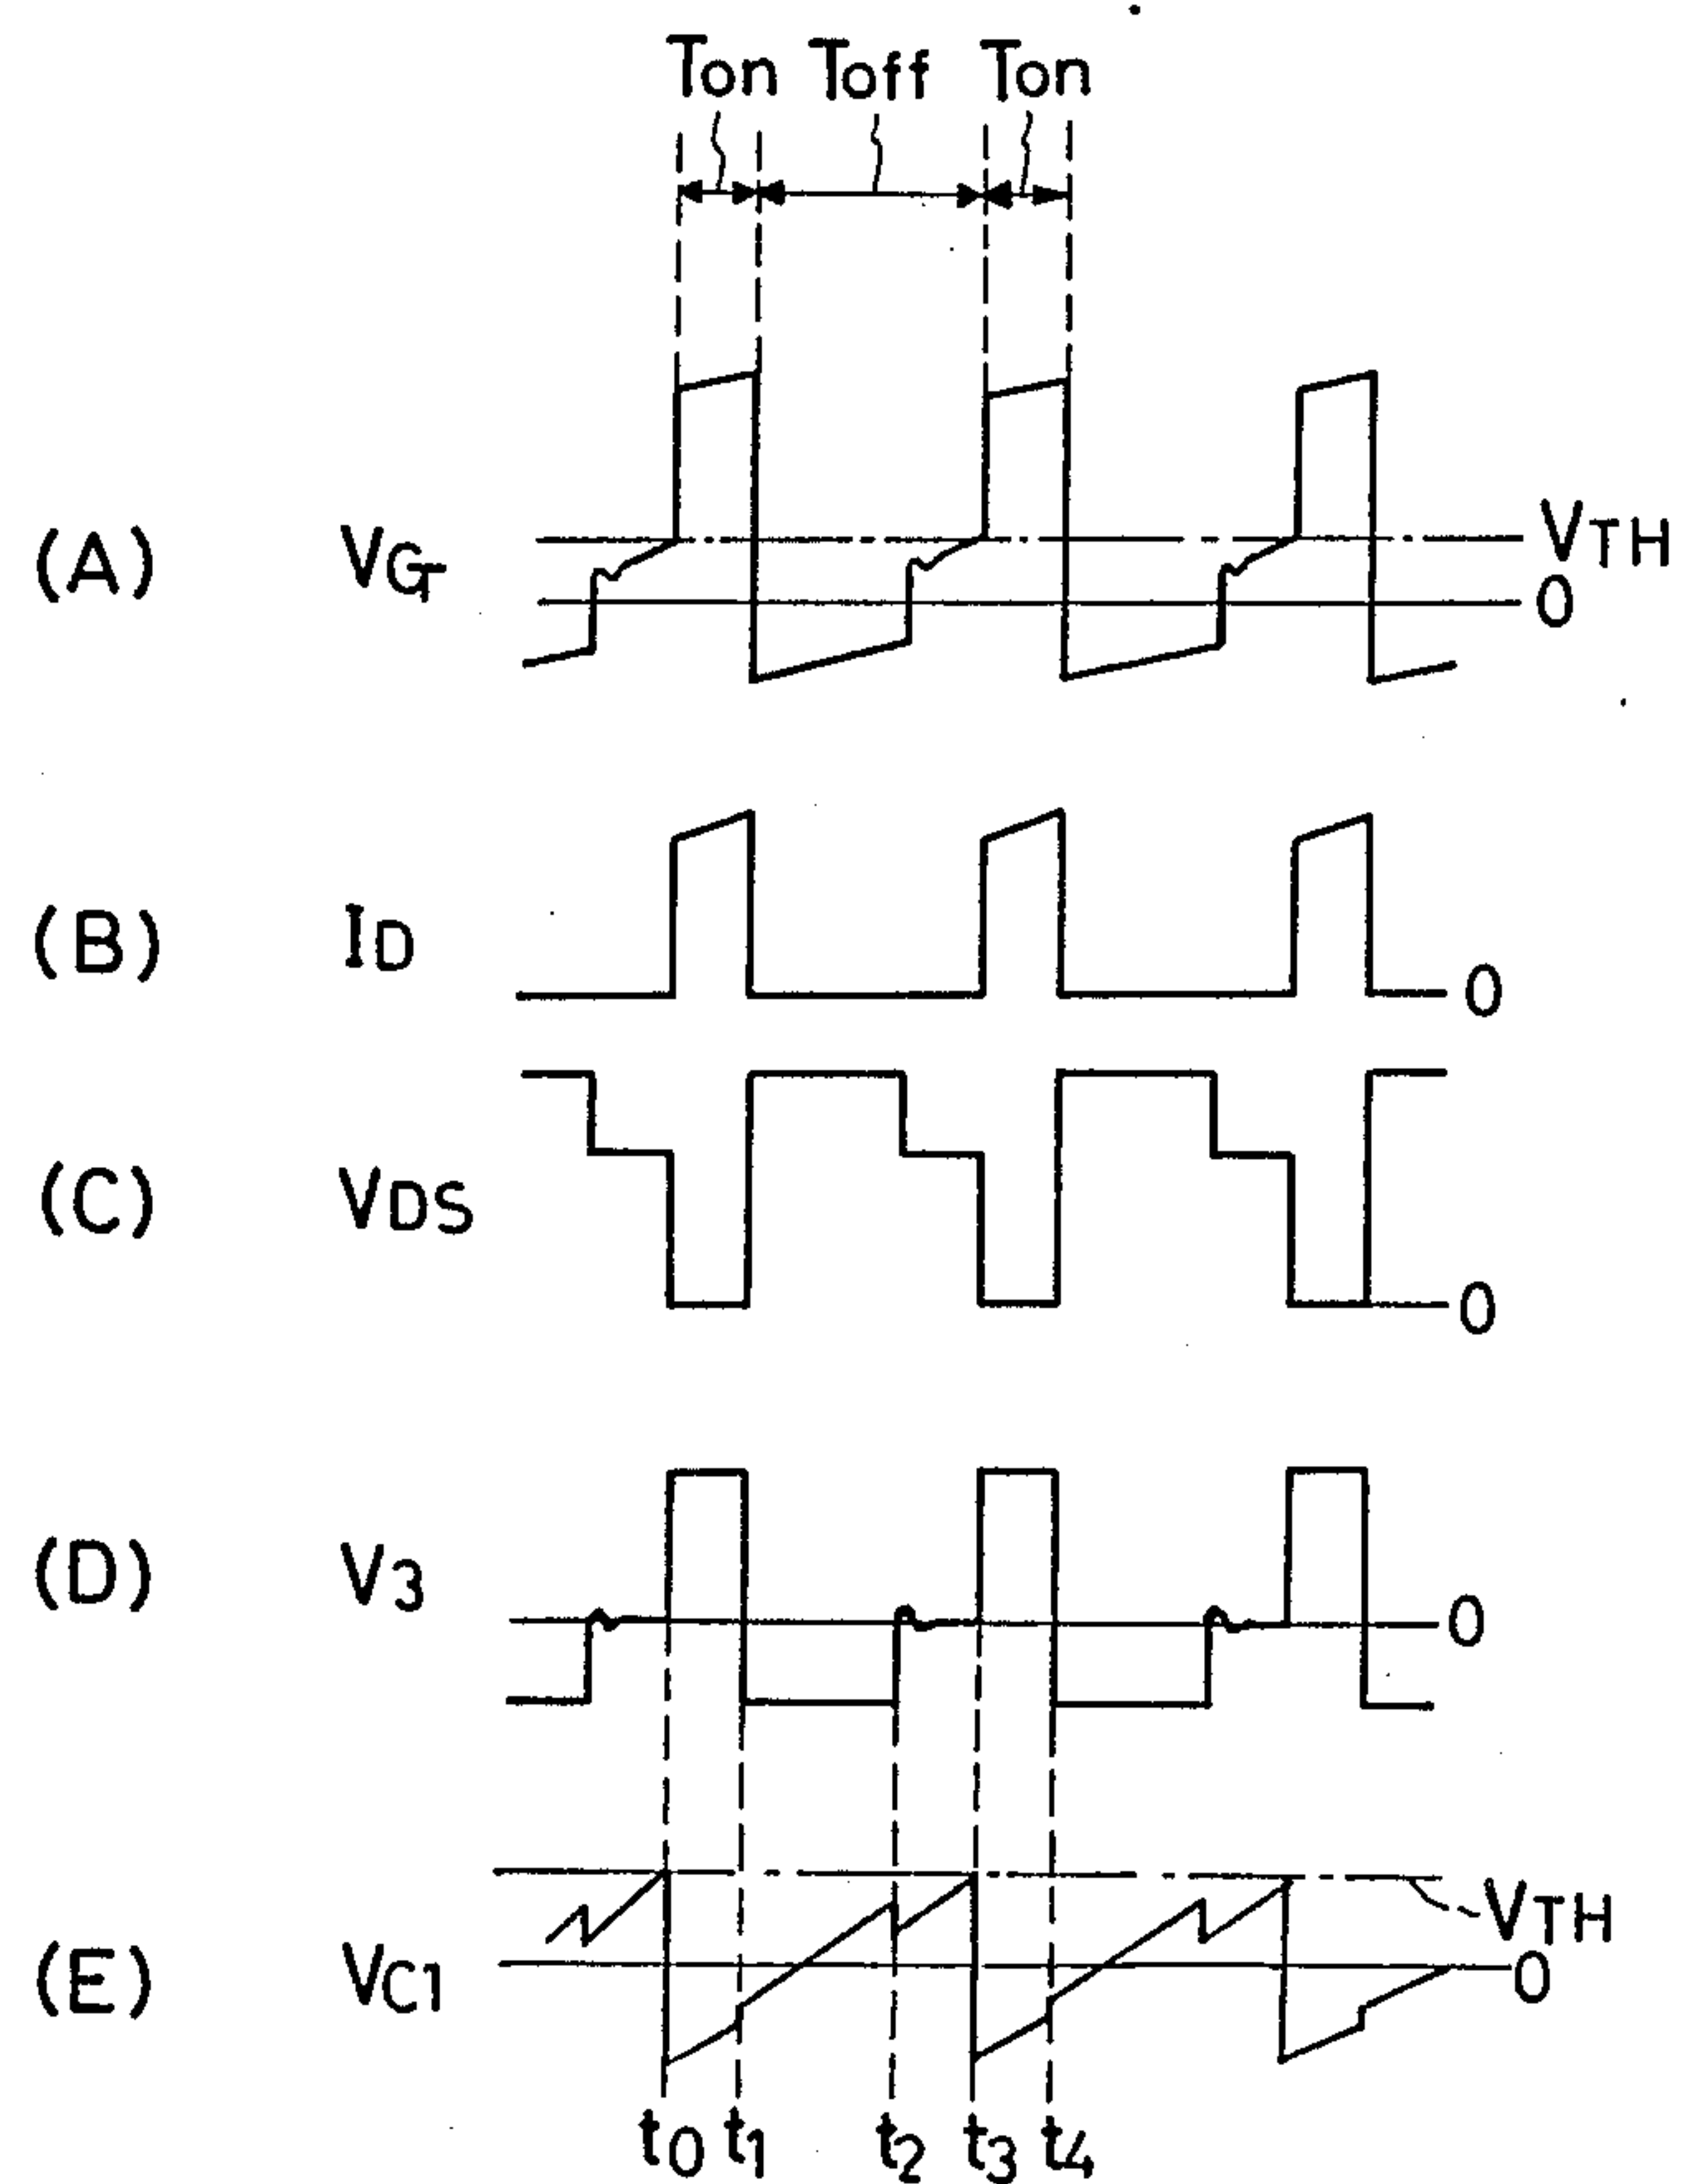 Ton Toff Ton
(A) VG VTH
0
(B) ID 0
(C) VDS 0
(D) V3 0
(E) VC1 VTH
0
t0 t1 t2 t3 t4